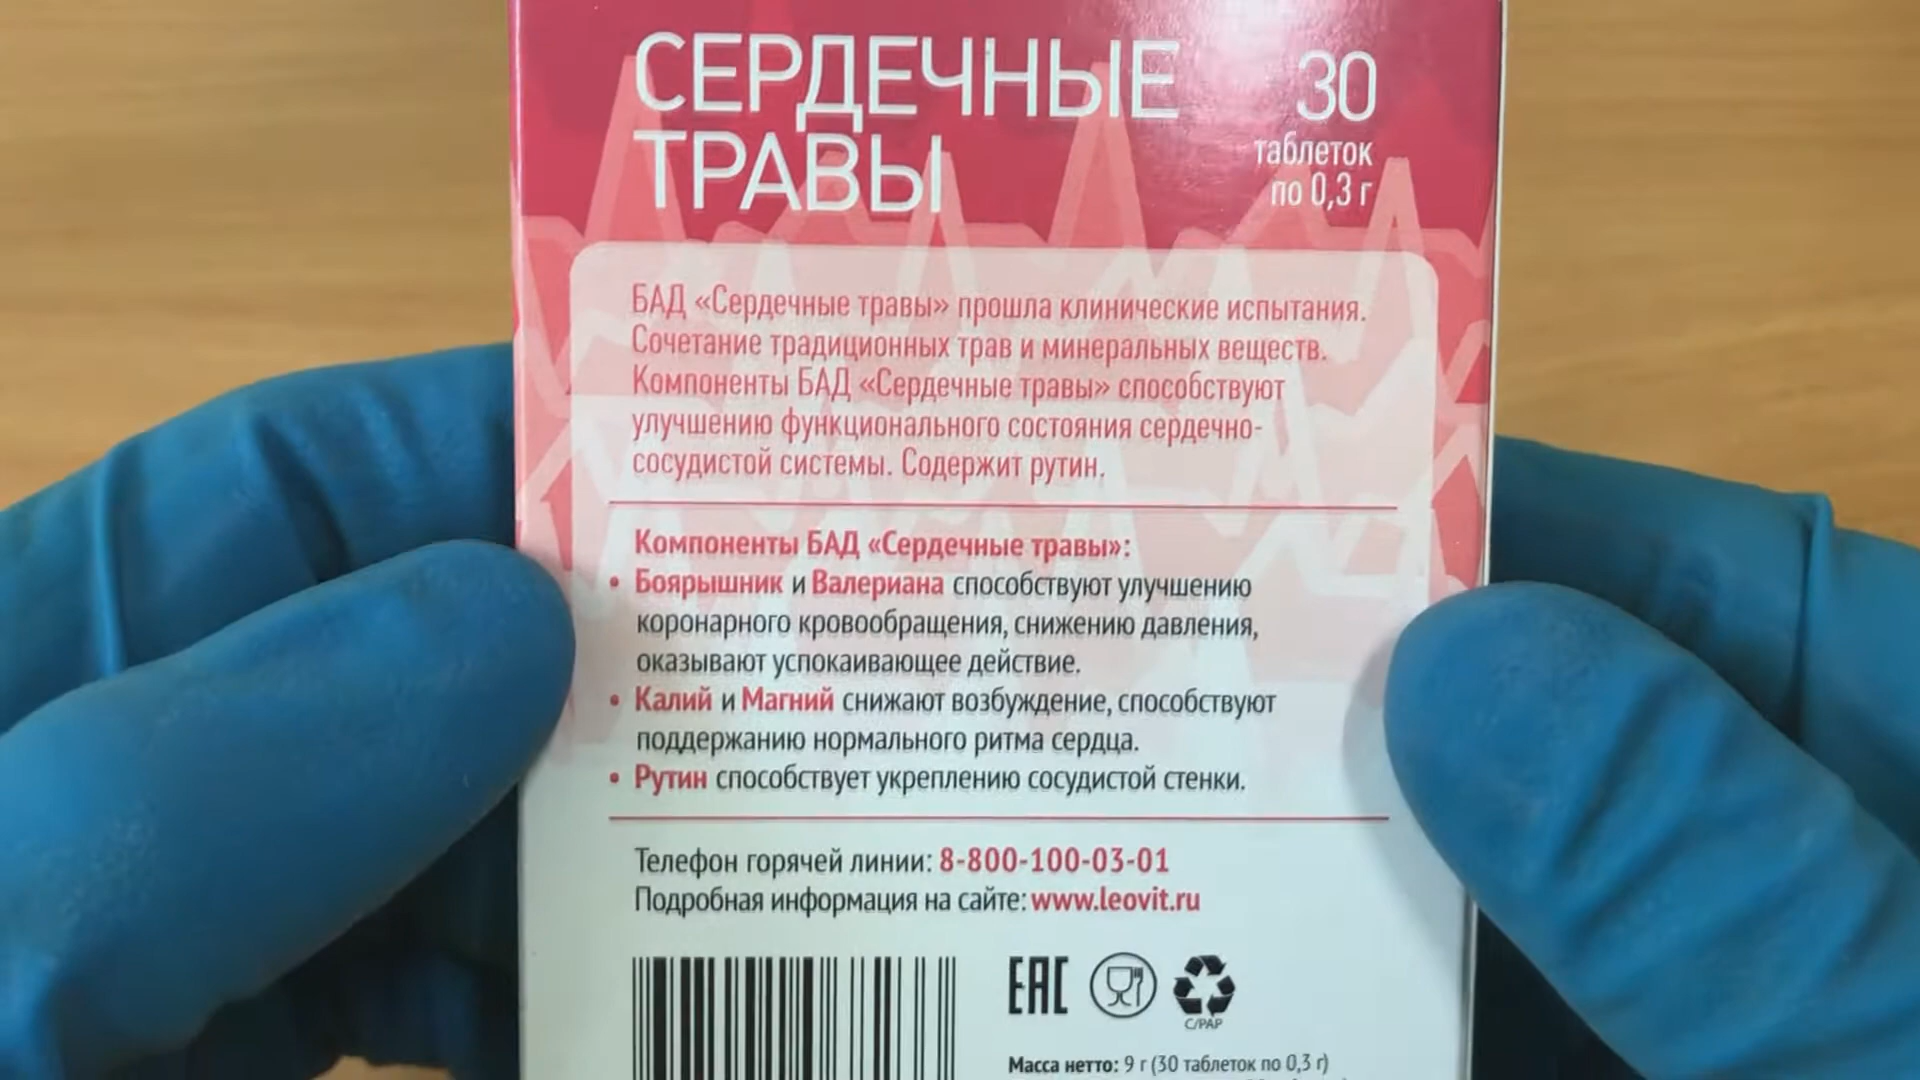 СЕРДЕЧНЫЕ
ТРАВЫ
30
таблеток
по 0,3 г
БАД «Сердечные травы» прошла клинические испытания.
Сочетание традиционных трав и минеральных веществ.
Компоненты БАД «Сердечные травы» способствуют
улучшению функционального состояния сердечно-
сосудистой системы. Содержит рутин.
Компоненты БАД «Сердечные травы»:
• Боярышник и Валериана способствуют улучшению
коронарного кровообращения, снижению давления,
оказывают успокаивающее действие.
• Калий и Магний снижают возбуждение, способствуют
поддержанию нормального ритма сердца.
• Рутин способствует укреплению сосудистой стенки.
Телефон горячей линии: 8-800-100-03-01
Подробная информация на сайте: www.leovit.ru
EAC
C/PAP
Масса нетто: 9 г (30 таблеток по 0,3 г)